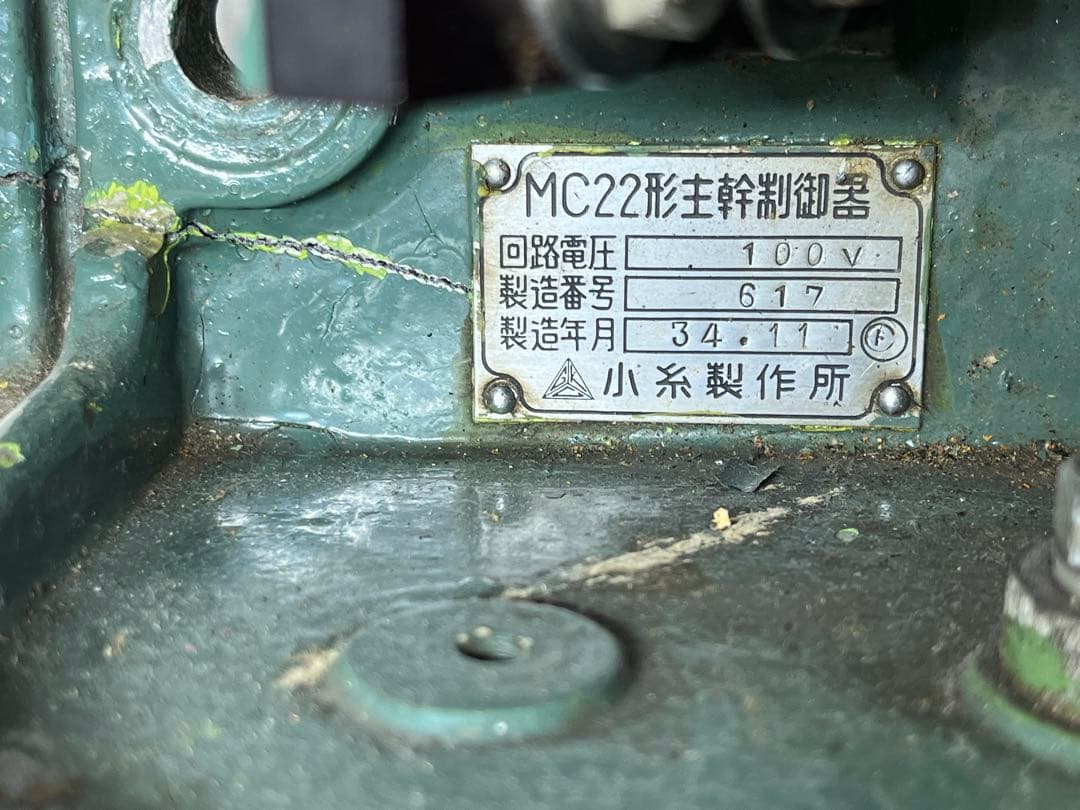 MC22形主幹制御器
回路電圧 100V
製造番号 617
製造年月 34.11 ト
小糸製作所